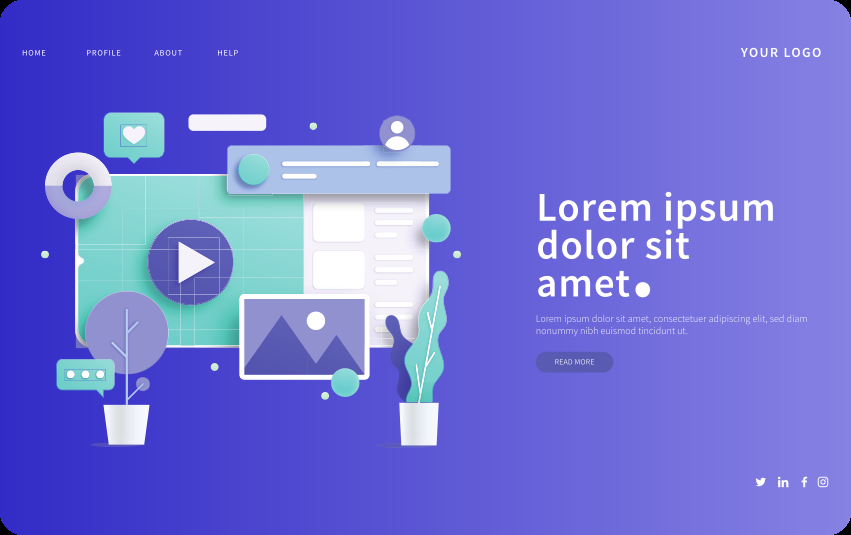 HOME PROFILE ABOUT HELP
YOUR LOGO
Lorem ipsum
dolor sit
amet.
Lorem ipsum dolor sit amet, consectetuer adipiscing elit, sed diam
nonummy nibh euismod tincidunt ut.
READ MORE